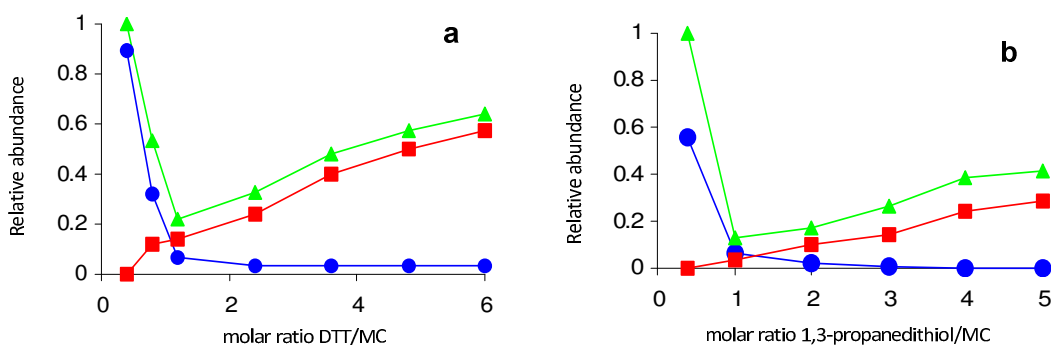 a
1
0.8
0.6
0.4
0.2
0
0 2 4 6
Relative abundance
molar ratio DTT/MC
b
1
0.8
0.6
0.4
0.2
0
0 1 2 3 4 5
Relative abundance
molar ratio 1,3-propanedithiol/MC